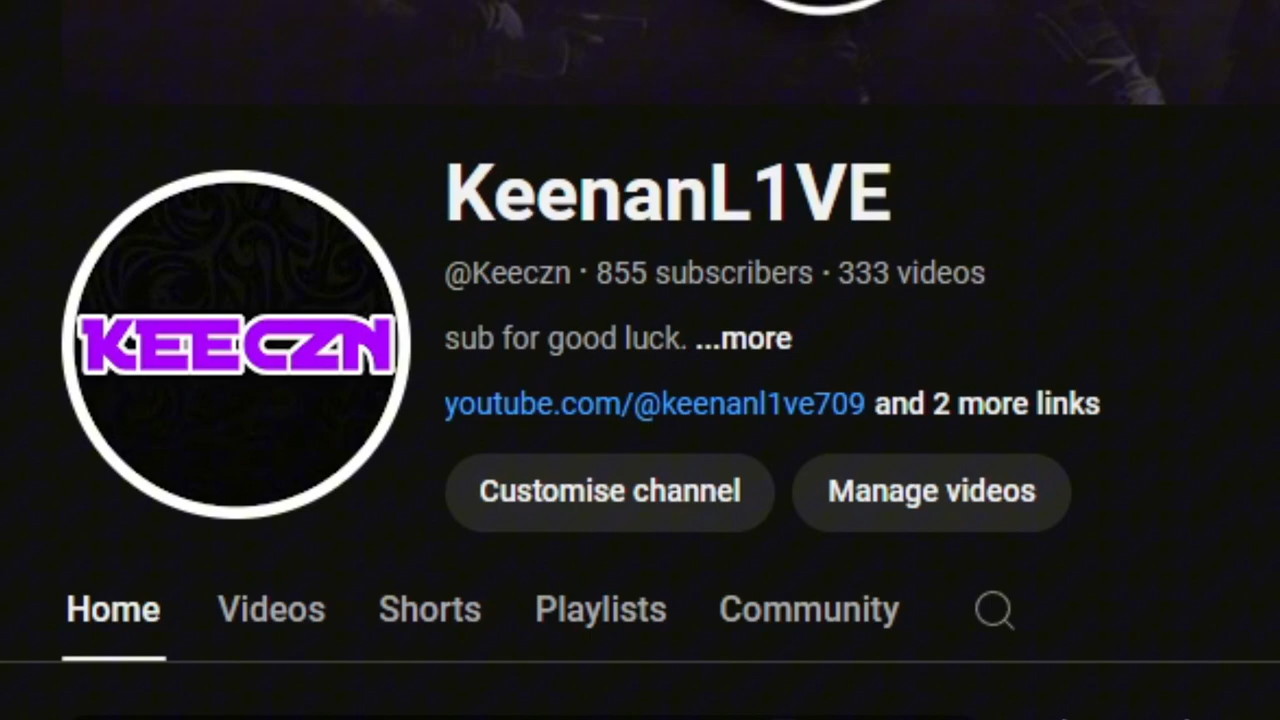 KeenanL1VE
@Keeczn · 855 subscribers · 333 videos
sub for good luck. ...more
youtube.com/@keenanl1ve709 and 2 more links
KEECZN
Customise channel Manage videos
Home Videos Shorts Playlists Community